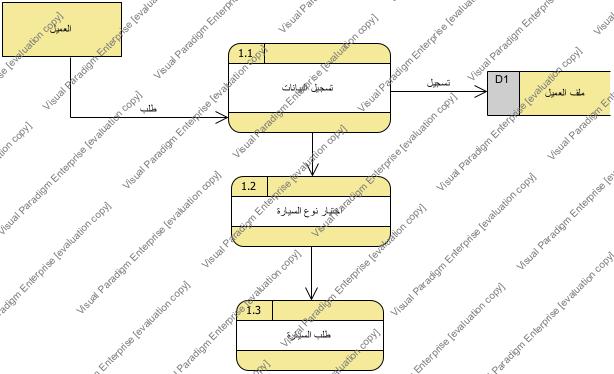 العميل
1.1
تسجيل البيانات
تسجيل
D1
ملف العميل
طلب
1.2
اختيار نوع السيارة
1.3
طلب السيارة
Visual Paradigm Enterprise [evaluation copy]